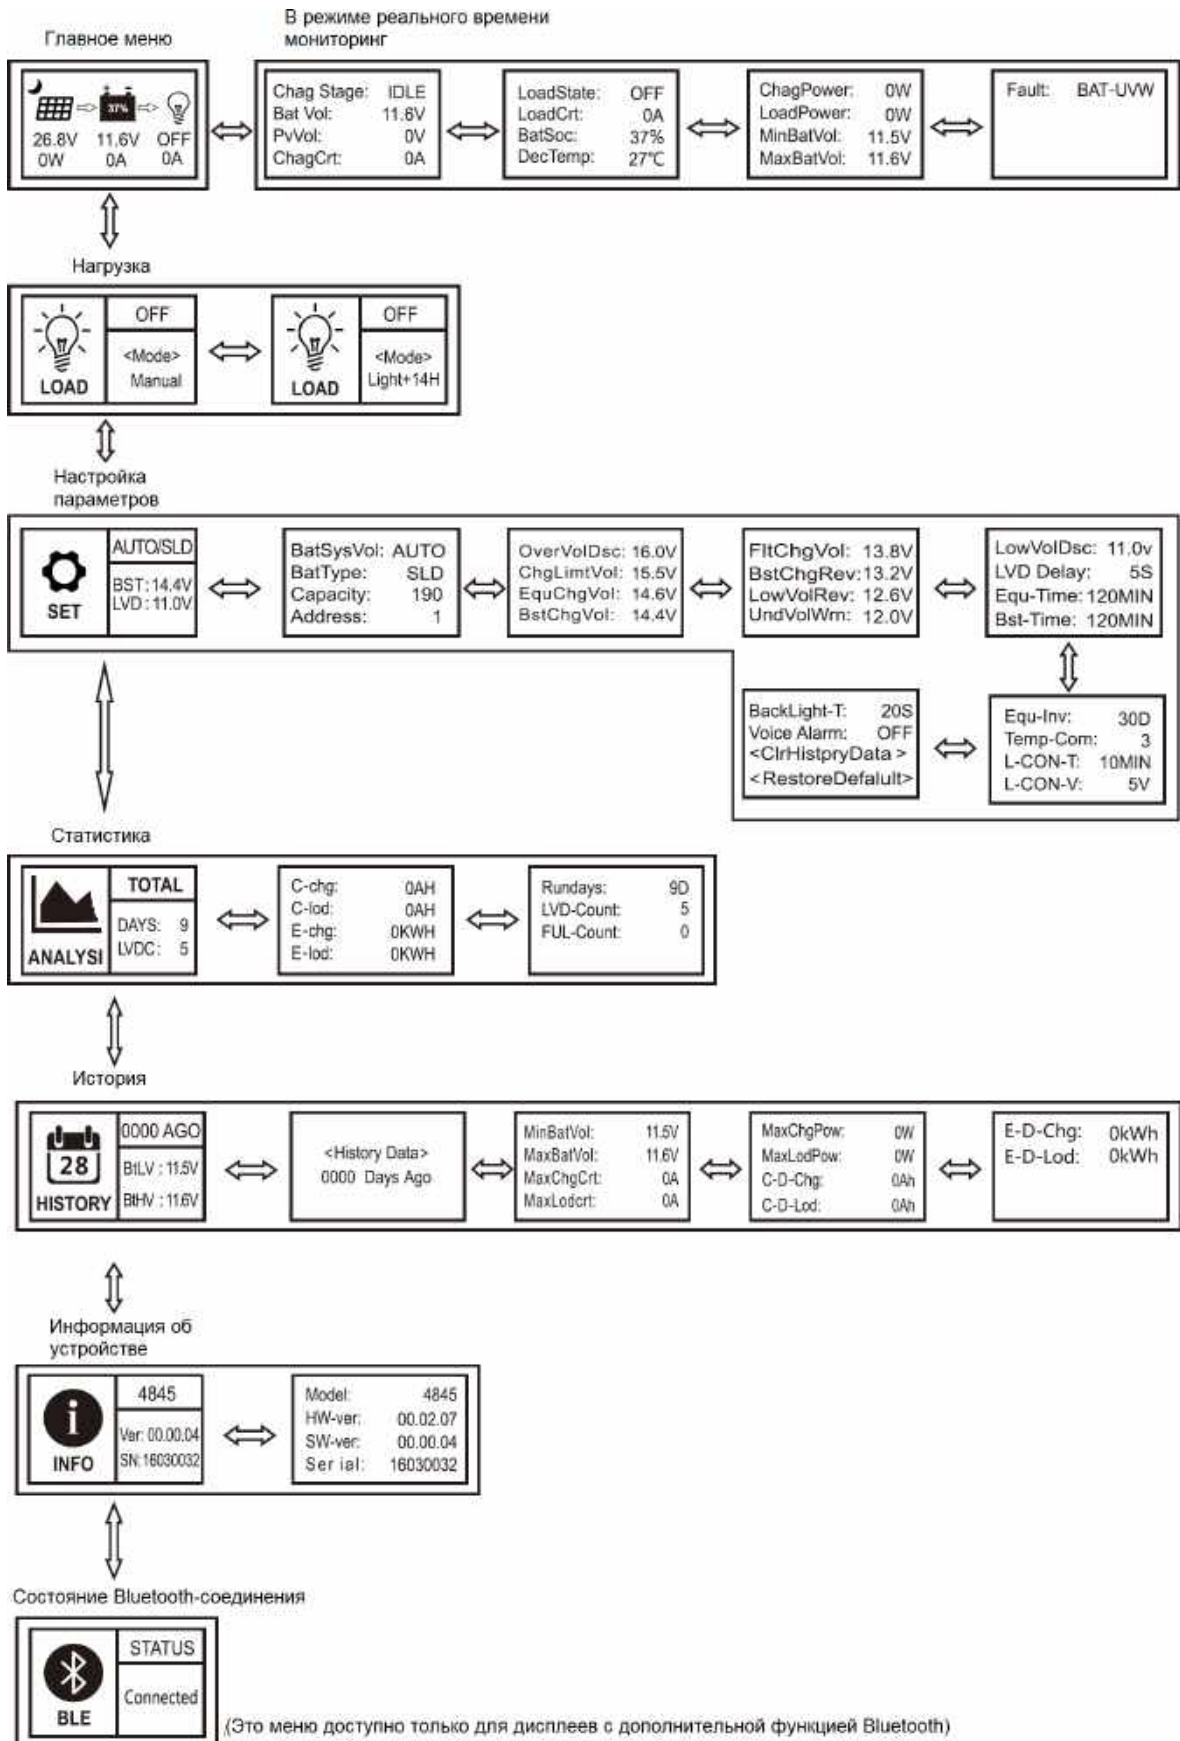 Главное меню
В режиме реального времени
мониторинг
37%
26.8V 11.6V OFF
0W 0A 0A
Chag Stage: IDLE
Bat Vol: 11.6V
PvVol: 0V
ChagCrt: 0A
LoadState: OFF
LoadCrt: 0A
BatSoc: 37%
DecTemp: 27℃
ChagPower: 0W
LoadPower: 0W
MinBatVol: 11.5V
MaxBatVol: 11.6V
Fault: BAT-UVW
Нагрузка
LOAD
OFF
<Mode>
Manual
LOAD
OFF
<Mode>
Light+14H
Настройка
параметров
SET
AUTO/SLD
BST:14.4V
LVD:11.0V
BatSysVol: AUTO
BatType: SLD
Capacity: 190
Address: 1
OverVolDsc: 16.0V
ChgLimtVol: 15.5V
EquChgVol: 14.6V
BstChgVol: 14.4V
FltChgVol: 13.8V
BstChgRev: 13.2V
LowVolRev: 12.6V
UndVolWrn: 12.0V
LowVolDsc: 11.0v
LVD Delay: 5S
Equ-Time: 120MIN
Bst-Time: 120MIN
BackLight-T: 20S
Voice Alarm: OFF
<ClrHistpryData >
<RestoreDefalult>
Equ-Inv: 30D
Temp-Com: 3
L-CON-T: 10MIN
L-CON-V: 5V
Статистика
ANALYSI
TOTAL
DAYS: 9
LVDC: 5
C-chg: 0AH
C-lod: 0AH
E-chg: 0KWH
E-lod: 0KWH
Rundays: 9D
LVD-Count: 5
FUL-Count: 0
История
28
HISTORY
0000 AGO
BtLV : 11.5V
BtHV : 11.6V
<History Data>
0000 Days Ago
MinBatVol: 11.5V
MaxBatVol: 11.6V
MaxChgCrt: 0A
MaxLodcrt: 0A
MaxChgPow: 0W
MaxLodPow: 0W
C-D-Chg: 0Ah
C-D-Lod: 0Ah
E-D-Chg: 0kWh
E-D-Lod: 0kWh
Информация об
устройстве
i
INFO
4845
Ver: 00.00.04
SN:16030032
Model: 4845
HW-ver: 00.02.07
SW-ver: 00.00.04
Serial: 16030032
Состояние Bluetooth-соединения
BLE
STATUS
Connected
(Это меню доступно только для дисплеев с дополнительной функцией Bluetooth)